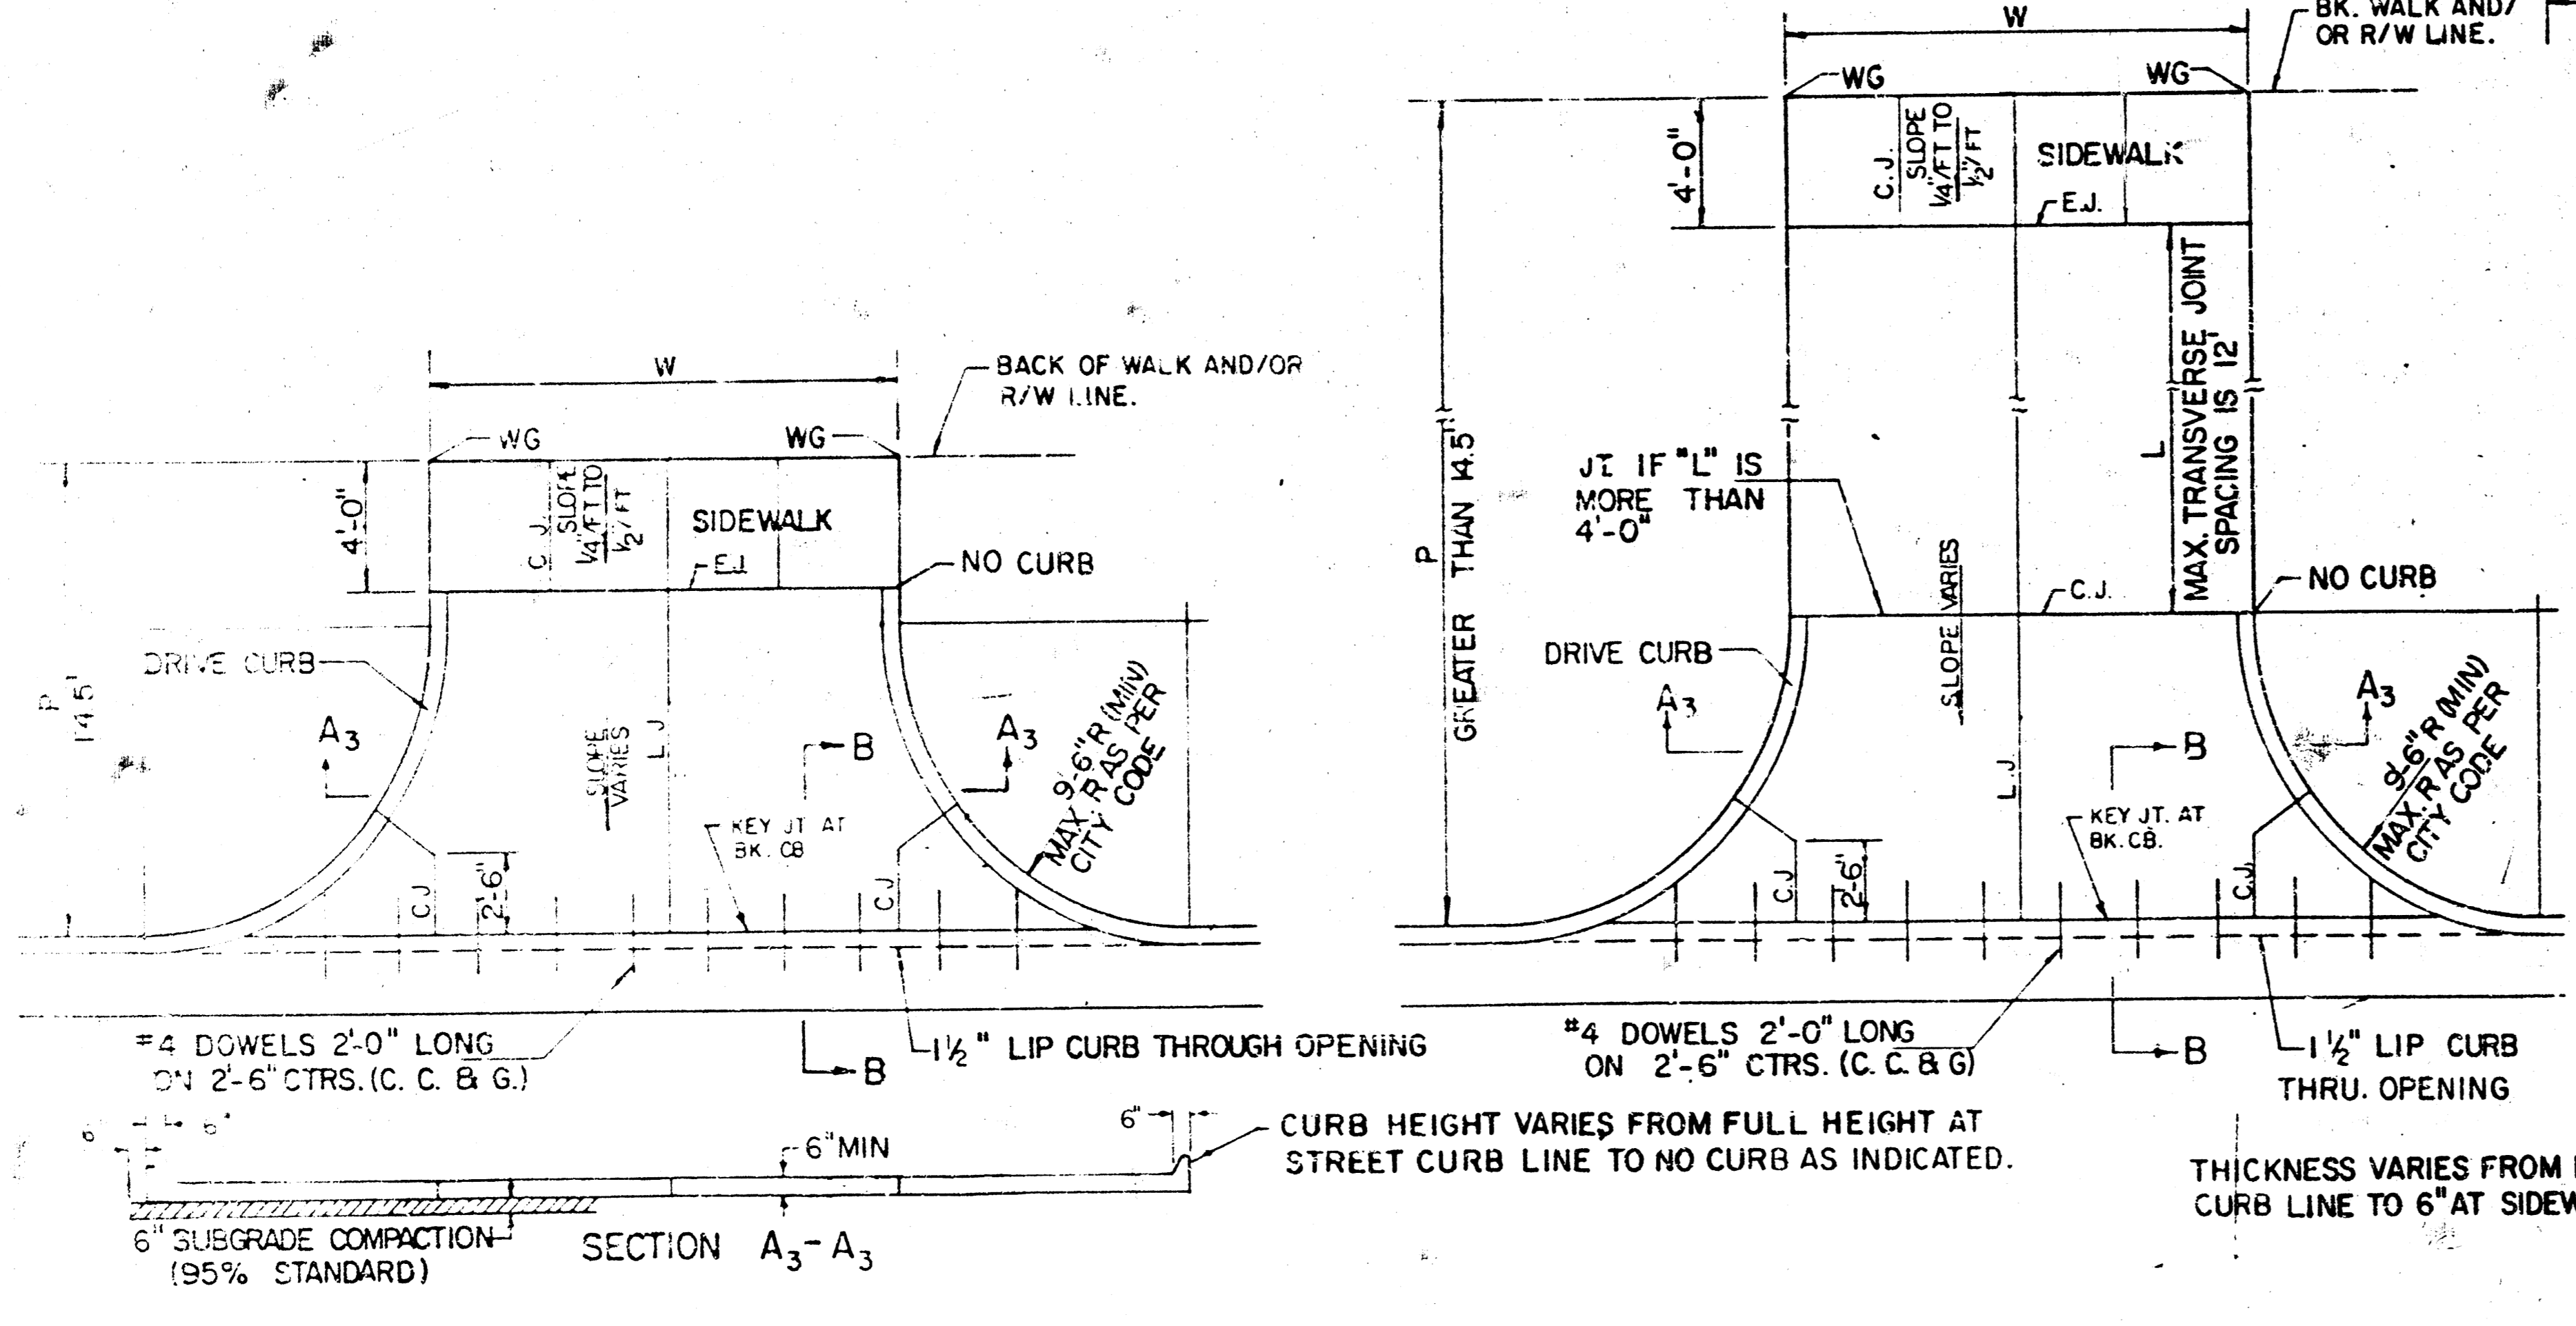 W
BACK OF WALK AND/OR
R/W LINE.
WG
WG
4'-0"
C.J.
SLOPE
1/4"/FT TO
1/2"/FT
SIDEWALK
E.J.
NO CURB
DRIVE CURB
P
14.5'
A3
A3
SLOPE
VARIES
L.J.
B
9'-6"R (MIN)
MAX. R AS PER
CITY CODE
KEY JT. AT
BK. CB
C.J.
2'-6"
C.J.
#4 DOWELS 2'-0" LONG
ON 2'-6" CTRS. (C. C. & G.)
B
1½" LIP CURB THROUGH OPENING
W
BK. WALK AND/
OR R/W LINE.
WG
WG
4'-0"
C.J.
SLOPE
1/4"/FT TO
1/2"/FT
SIDEWALK
E.J.
P
GREATER THAN 14.5'
JT. IF "L" IS
MORE THAN
4'-0"
L
MAX. TRANSVERSE JOINT
SPACING IS 12'
C.J.
NO CURB
DRIVE CURB
SLOPE VARIES
A3
A3
L.J.
B
9'-6"R (MIN)
MAX. R AS PER
CITY CODE
KEY JT. AT
BK. CB.
C.J.
2'-6"
C.J.
#4 DOWELS 2'-0" LONG
ON 2'-6" CTRS. (C. C. & G)
B
1½" LIP CURB
THRU. OPENING
6"
6"
6"MIN
6"
CURB HEIGHT VARIES FROM FULL HEIGHT AT
STREET CURB LINE TO NO CURB AS INDICATED.
6" SUBGRADE COMPACTION
(95% STANDARD)
SECTION A3-A3
THICKNESS VARIES FROM
CURB LINE TO 6" AT